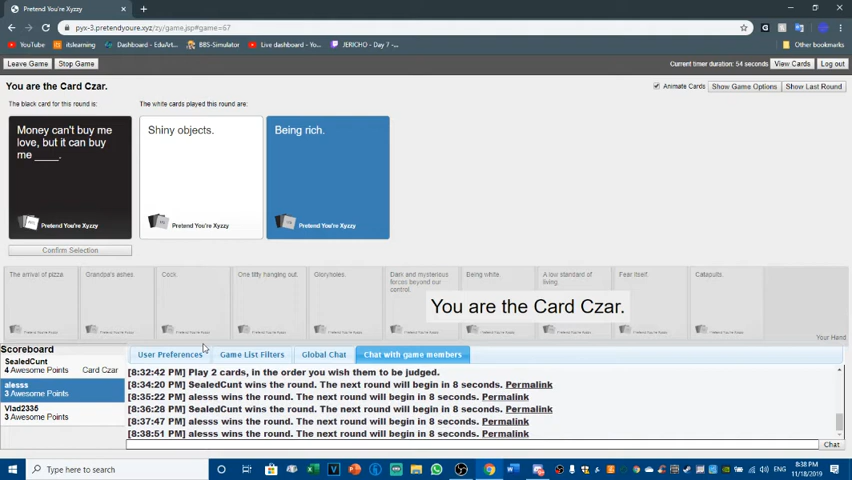 Pretend You're Xyzzy
pyx-3.pretendyoure.xyz/zy/game.jsp#game=67
YouTube
itslearning
Dashboard - EduArt...
BBS-Simulator
Live dashboard - Yo...
JERICHO - Day 7 -...
Other bookmarks
Leave Game
Stop Game
Current timer duration: 54 seconds
View Cards
Log out
You are the Card Czar.
Animate Cards
Show Game Options
Show Last Round
The black card for this round is:
The white cards played this round are:
Money can't buy me
love, but it can buy
me ____.
Pretend You're Xyzzy
Shiny objects.
Pretend You're Xyzzy
Being rich.
Pretend You're Xyzzy
Confirm Selection
The arrival of pizza.
Grandpa's ashes.
Cock.
One titty hanging out.
Gloryholes.
Dark and mysterious
forces beyond our
control.
Being white.
A low standard of
living.
Fear itself.
Catapults.
You are the Card Czar.
Your Hand
Scoreboard
SealedCunt
4 Awesome Points
Card Czar
alesss
3 Awesome Points
Vlad2335
3 Awesome Points
User Preferences
Game List Filters
Global Chat
Chat with game members
[8:32:42 PM] Play 2 cards, in the order you wish them to be judged.
[8:34:20 PM] SealedCunt wins the round. The next round will begin in 8 seconds. Permalink
[8:35:22 PM] alesss wins the round. The next round will begin in 8 seconds. Permalink
[8:36:28 PM] SealedCunt wins the round. The next round will begin in 8 seconds. Permalink
[8:37:47 PM] alesss wins the round. The next round will begin in 8 seconds. Permalink
[8:38:51 PM] alesss wins the round. The next round will begin in 8 seconds. Permalink
Chat
Type here to search
8:38 PM
11/18/2019